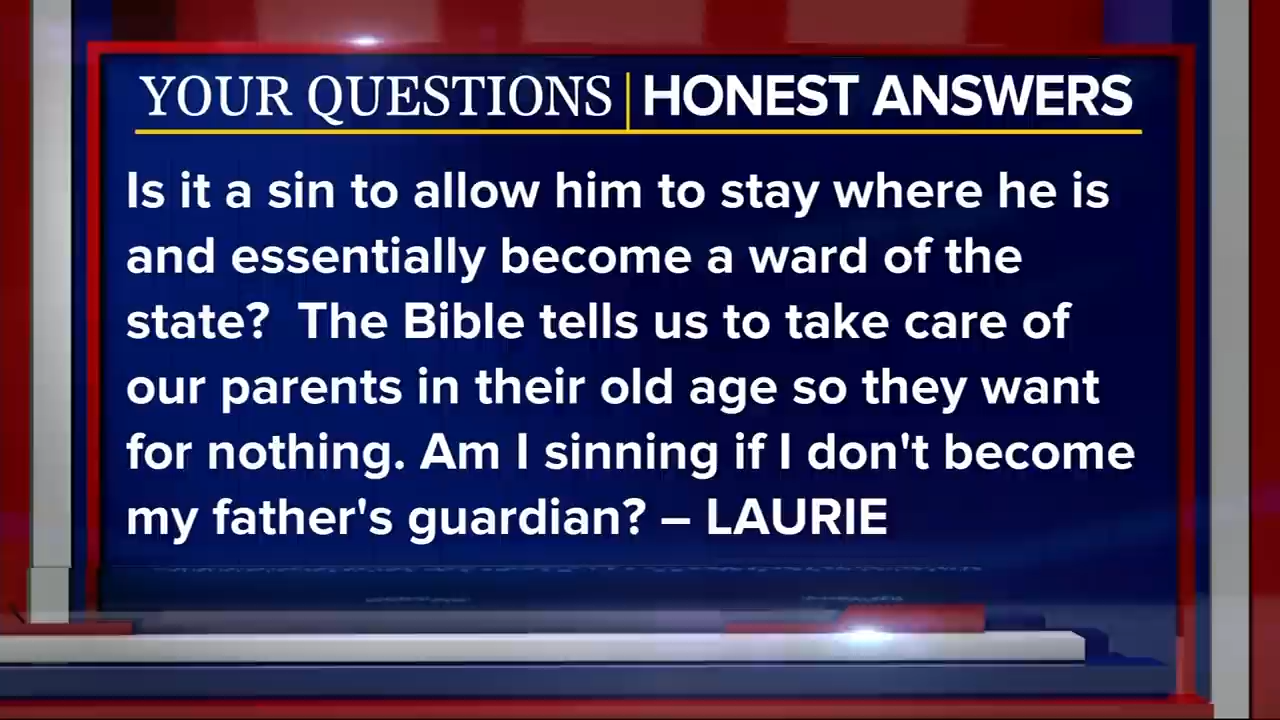 YOUR QUESTIONS | HONEST ANSWERS
Is it a sin to allow him to stay where he is
and essentially become a ward of the
state?  The Bible tells us to take care of
our parents in their old age so they want
for nothing. Am I sinning if I don't become
my father's guardian? – LAURIE